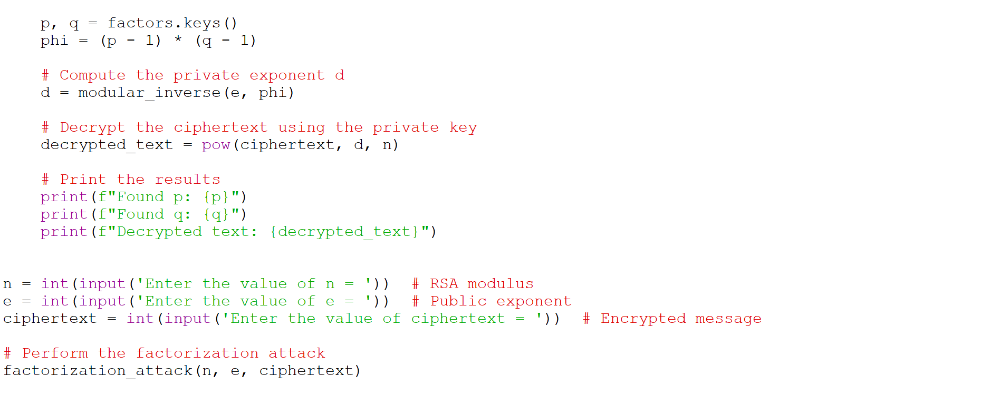 p, q = factors.keys()
phi = (p - 1) * (q - 1)
# Compute the private exponent d
d = modular_inverse(e, phi)
# Decrypt the ciphertext using the private key
decrypted_text = pow(ciphertext, d, n)
# Print the results
print(f"Found p: {p}")
print(f"Found q: {q}")
print(f"Decrypted text: {decrypted_text}")
n = int(input('Enter the value of n = '))  # RSA modulus
e = int(input('Enter the value of e = '))  # Public exponent
ciphertext = int(input('Enter the value of ciphertext = '))  # Encrypted message
# Perform the factorization attack
factorization_attack(n, e, ciphertext)